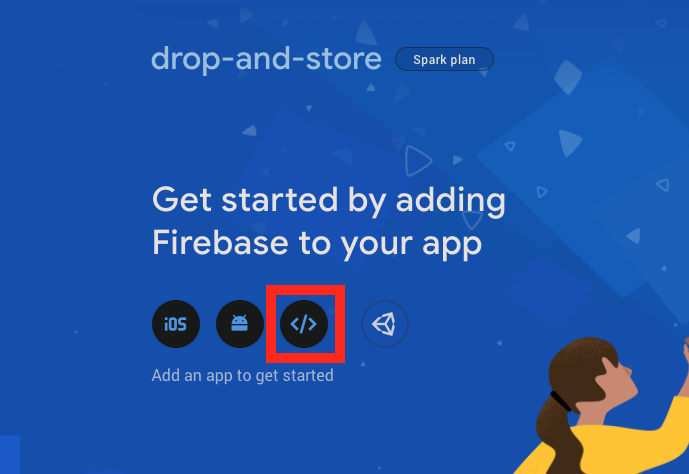 drop-and-store Spark plan
Get started by adding
Firebase to your app
iOS </>
Add an app to get started